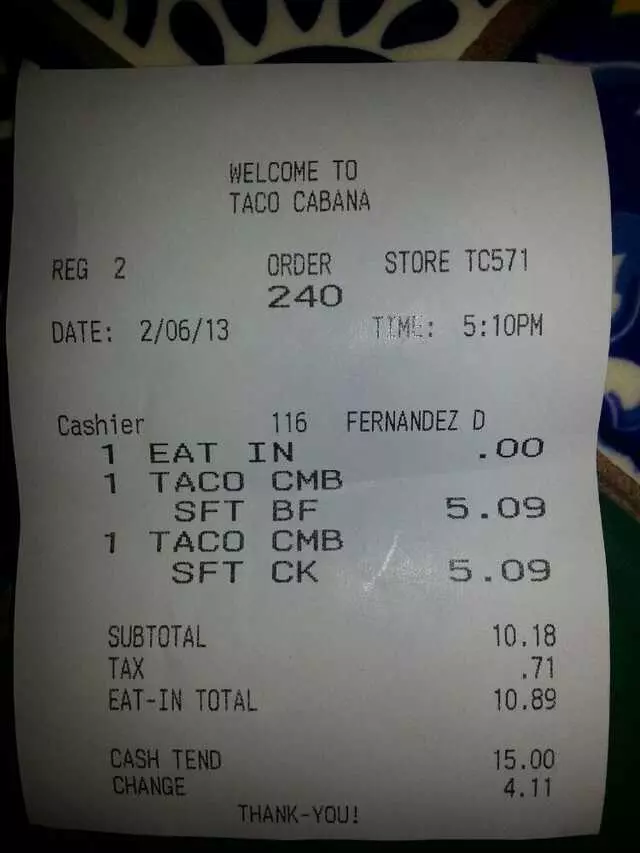 WELCOME TO
TACO CABANA
REG 2 ORDER STORE TC571
240
DATE: 2/06/13 TIME: 5:10PM
Cashier 116 FERNANDEZ D
1 EAT IN .00
1 TACO CMB
SFT BF 5.09
1 TACO CMB
SFT CK 5.09
SUBTOTAL 10.18
TAX .71
EAT-IN TOTAL 10.89
CASH TEND 15.00
CHANGE 4.11
THANK-YOU!